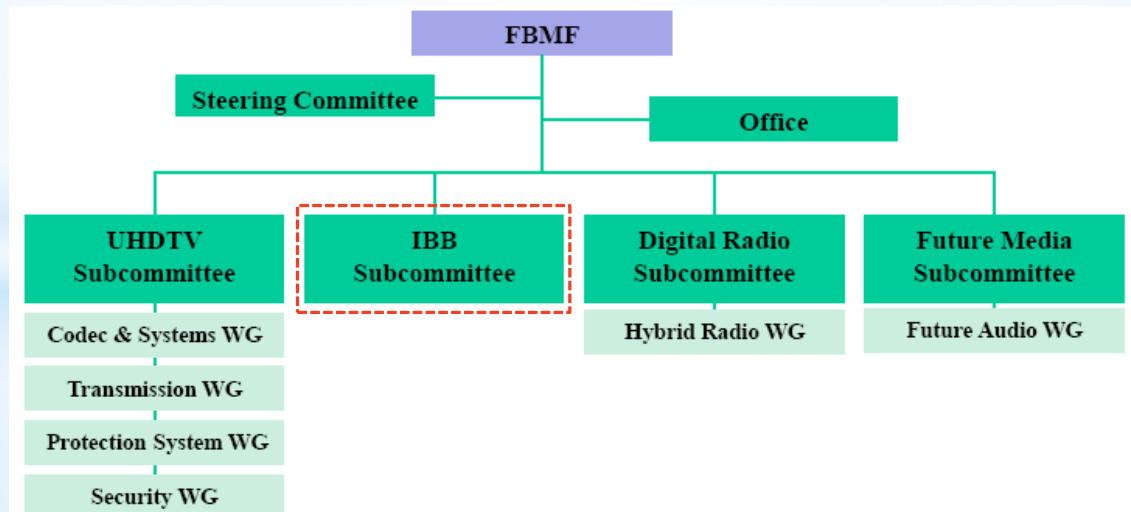 FBMF
Steering Committee
Office
UHDTV
Subcommittee
IBB
Subcommittee
Digital Radio
Subcommittee
Future Media
Subcommittee
Codec & Systems WG
Transmission WG
Protection System WG
Security WG
Hybrid Radio WG
Future Audio WG